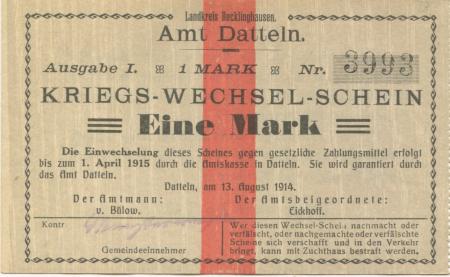 Landkreis Recklinghausen.
Amt Datteln.
Ausgabe I. 1 MARK Nr. 3993
KRIEGS-WECHSEL-SCHEIN
Eine Mark
Die Einwechselung dieses Scheines gegen gesetzliche Zahlungsmittel erfolgt
bis zum 1. April 1915 durch die Amtskasse in Datteln. Sie wird garantiert durch
das Amt Datteln.
Datteln, am 13. August 1914.
Der Amtmann: Der Amtsbeigeordnete:
v. Bülow. Eickhoff.
Kontr
Gemeindeeinnehmer
Wer diesen Wechsel-Schein nachmacht oder
verfälscht, oder nachgemachte oder verfälschte
Scheine sich verschafft und in den Verkehr
bringt, kann mit Zuchthaus bestraft werden.